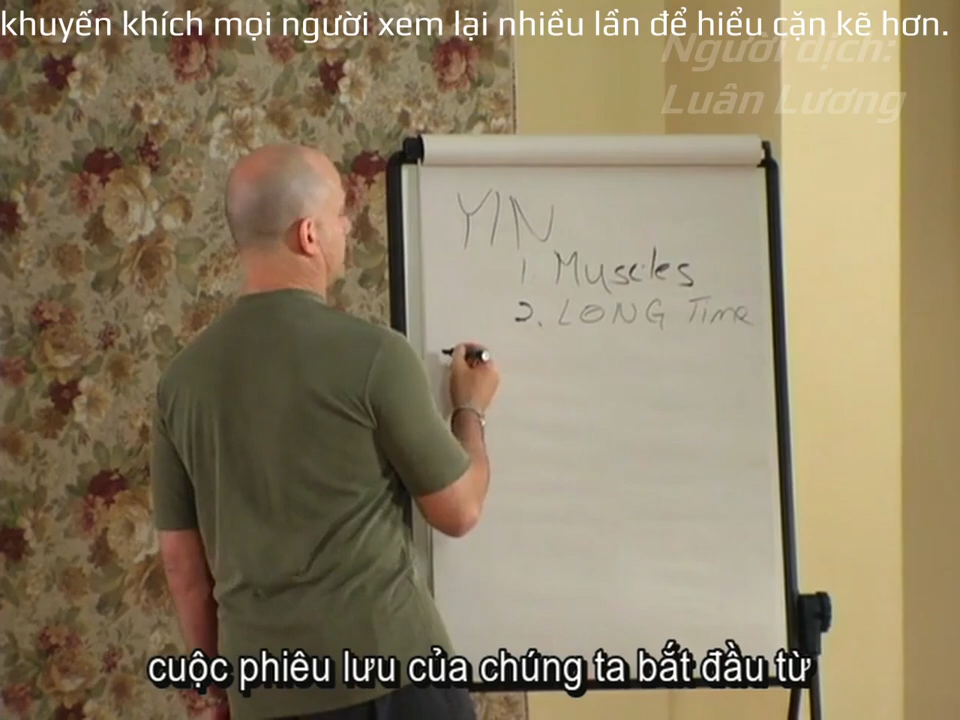 khuyến khích mọi người xem lại nhiều lần để hiểu cặn kẽ hơn.
Người dịch:
Luân Lương
YIN
1. Muscles
2. LONG Time
cuộc phiêu lưu của chúng ta bắt đầu từ